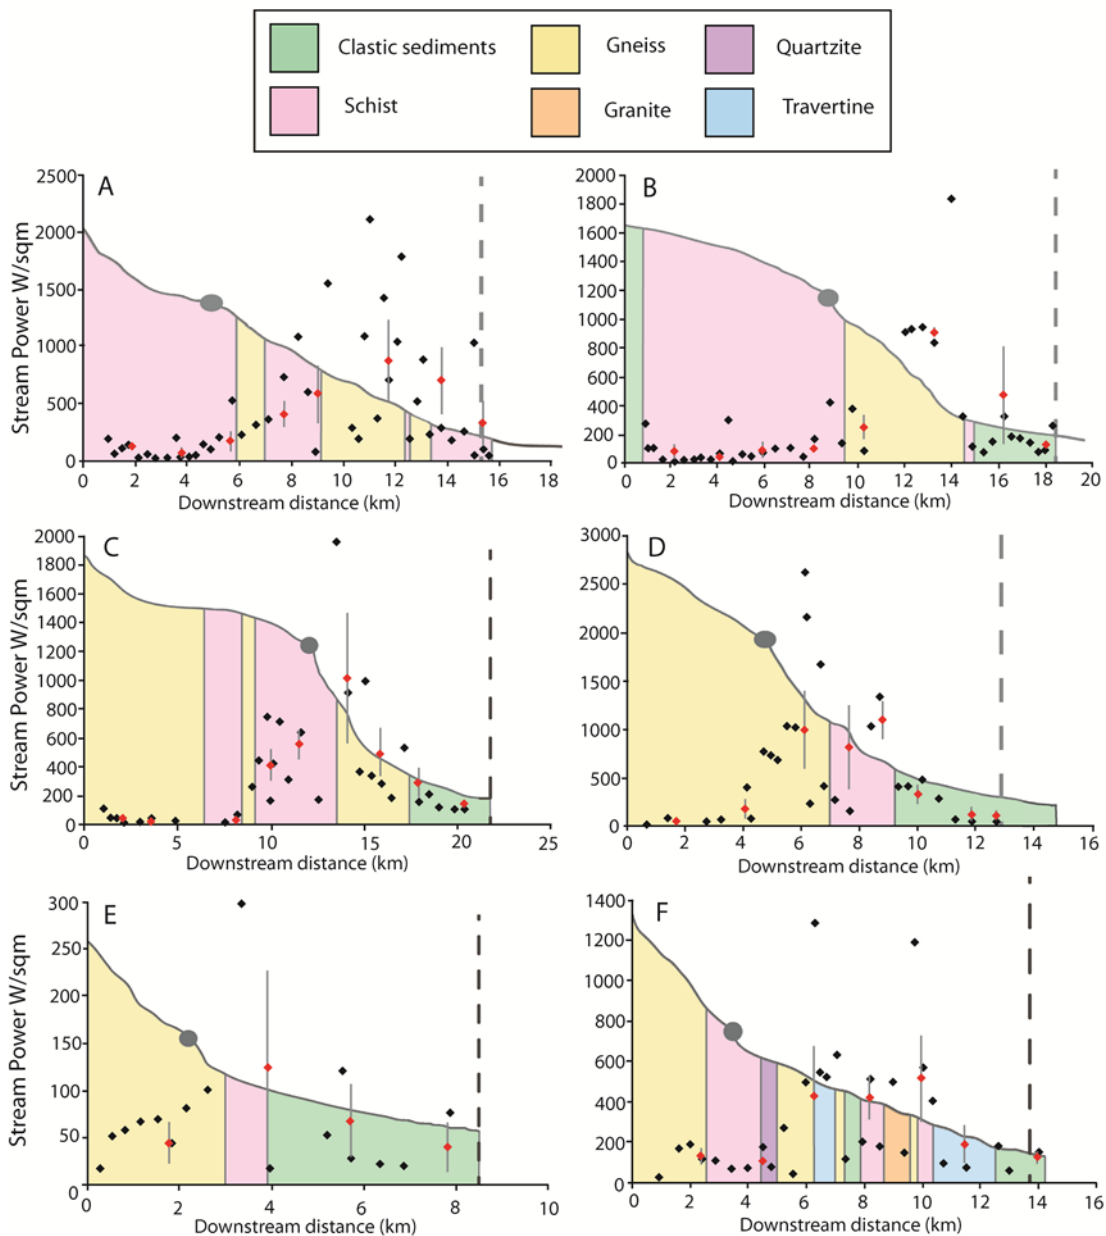 Clastic sediments Gneiss Quartzite
Schist Granite Travertine
A
2500
2000
1500
1000
500
0
Stream Power W/sqm
0 2 4 6 8 10 12 14 16 18
Downstream distance (km)
B
2000
1800
1600
1400
1200
1000
800
600
400
200
0
0 2 4 6 8 10 12 14 16 18 20
Downstream distance (km)
C
2000
1800
1600
1400
1200
1000
800
600
400
200
0
Stream Power W/sqm
0 5 10 15 20 25
Downstream distance (km)
D
3000
2500
2000
1500
1000
500
0
0 2 4 6 8 10 12 14 16
Downstream distance (km)
E
300
250
200
150
100
50
0
Stream Power W/sqm
0 2 4 6 8 10
Downstream distance (km)
F
1400
1200
1000
800
600
400
200
0
0 2 4 6 8 10 12 14 16
Downstream distance (km)